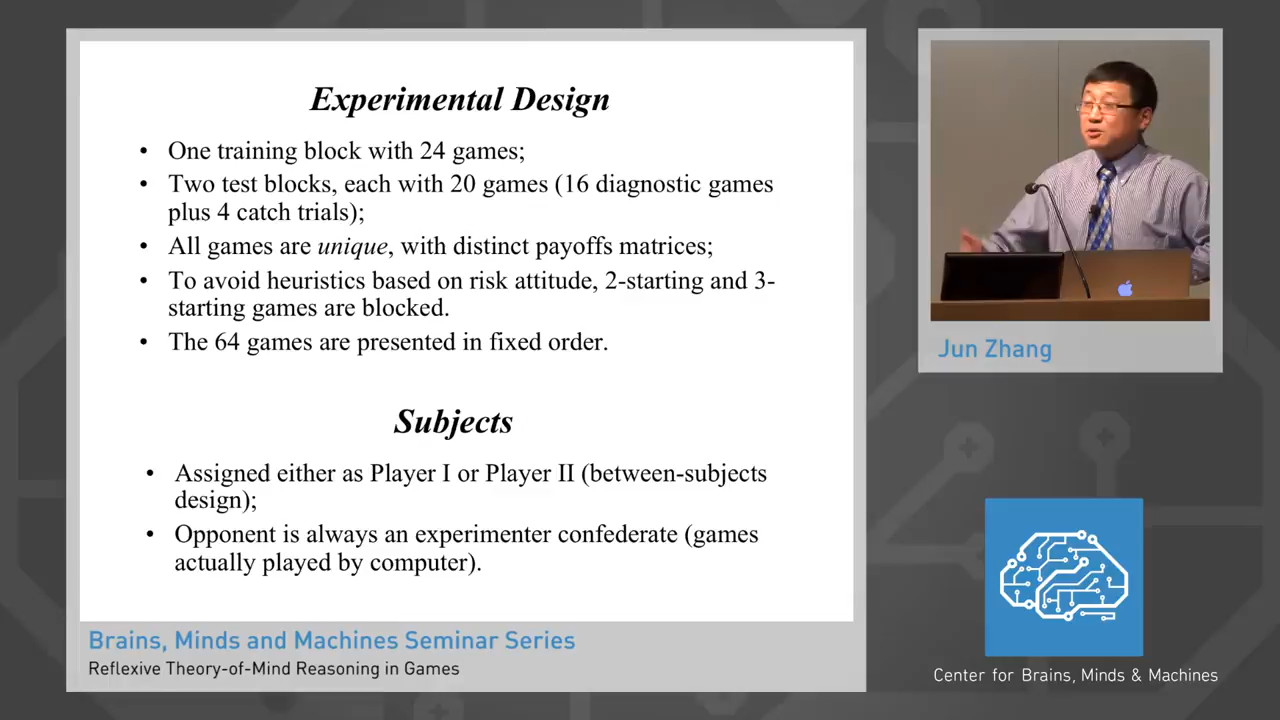 Experimental Design
• One training block with 24 games;
• Two test blocks, each with 20 games (16 diagnostic games
plus 4 catch trials);
• All games are unique, with distinct payoffs matrices;
• To avoid heuristics based on risk attitude, 2-starting and 3-
starting games are blocked.
• The 64 games are presented in fixed order.
Subjects
• Assigned either as Player I or Player II (between-subjects
design);
• Opponent is always an experimenter confederate (games
actually played by computer).
Brains, Minds and Machines Seminar Series
Reflexive Theory-of-Mind Reasoning in Games
Jun Zhang
Center for Brains, Minds & Machines